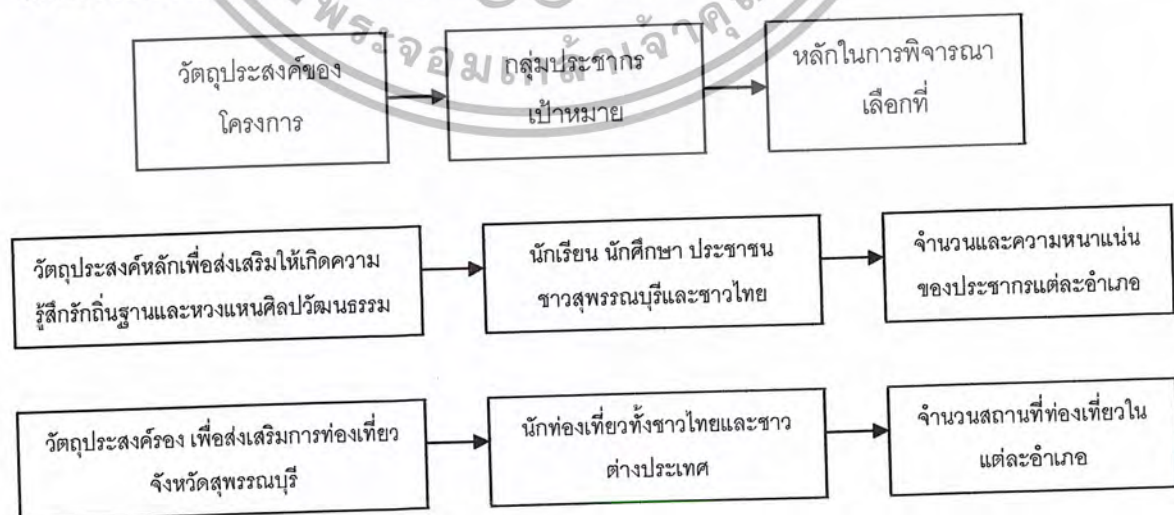 พระจอมเกล้าเจ้าคุณ
วัตถุประสงค์ของ
โครงการ
กลุ่มประชากร
เป้าหมาย
หลักในการพิจารณา
เลือกที่
วัตถุประสงค์หลักเพื่อส่งเสริมให้เกิดความ
รู้สึกรักถิ่นฐานและหวงแหนศิลปวัฒนธรรม
นักเรียน นักศึกษา ประชาชน
ชาวสุพรรณบุรีและชาวไทย
จำนวนและความหนาแน่น
ของประชากรแต่ละอำเภอ
วัตถุประสงค์รอง เพื่อส่งเสริมการท่องเที่ยว
จังหวัดสุพรรณบุรี
นักท่องเที่ยวทั้งชาวไทยและชาว
ต่างประเทศ
จำนวนสถานที่ท่องเที่ยวใน
แต่ละอำเภอ